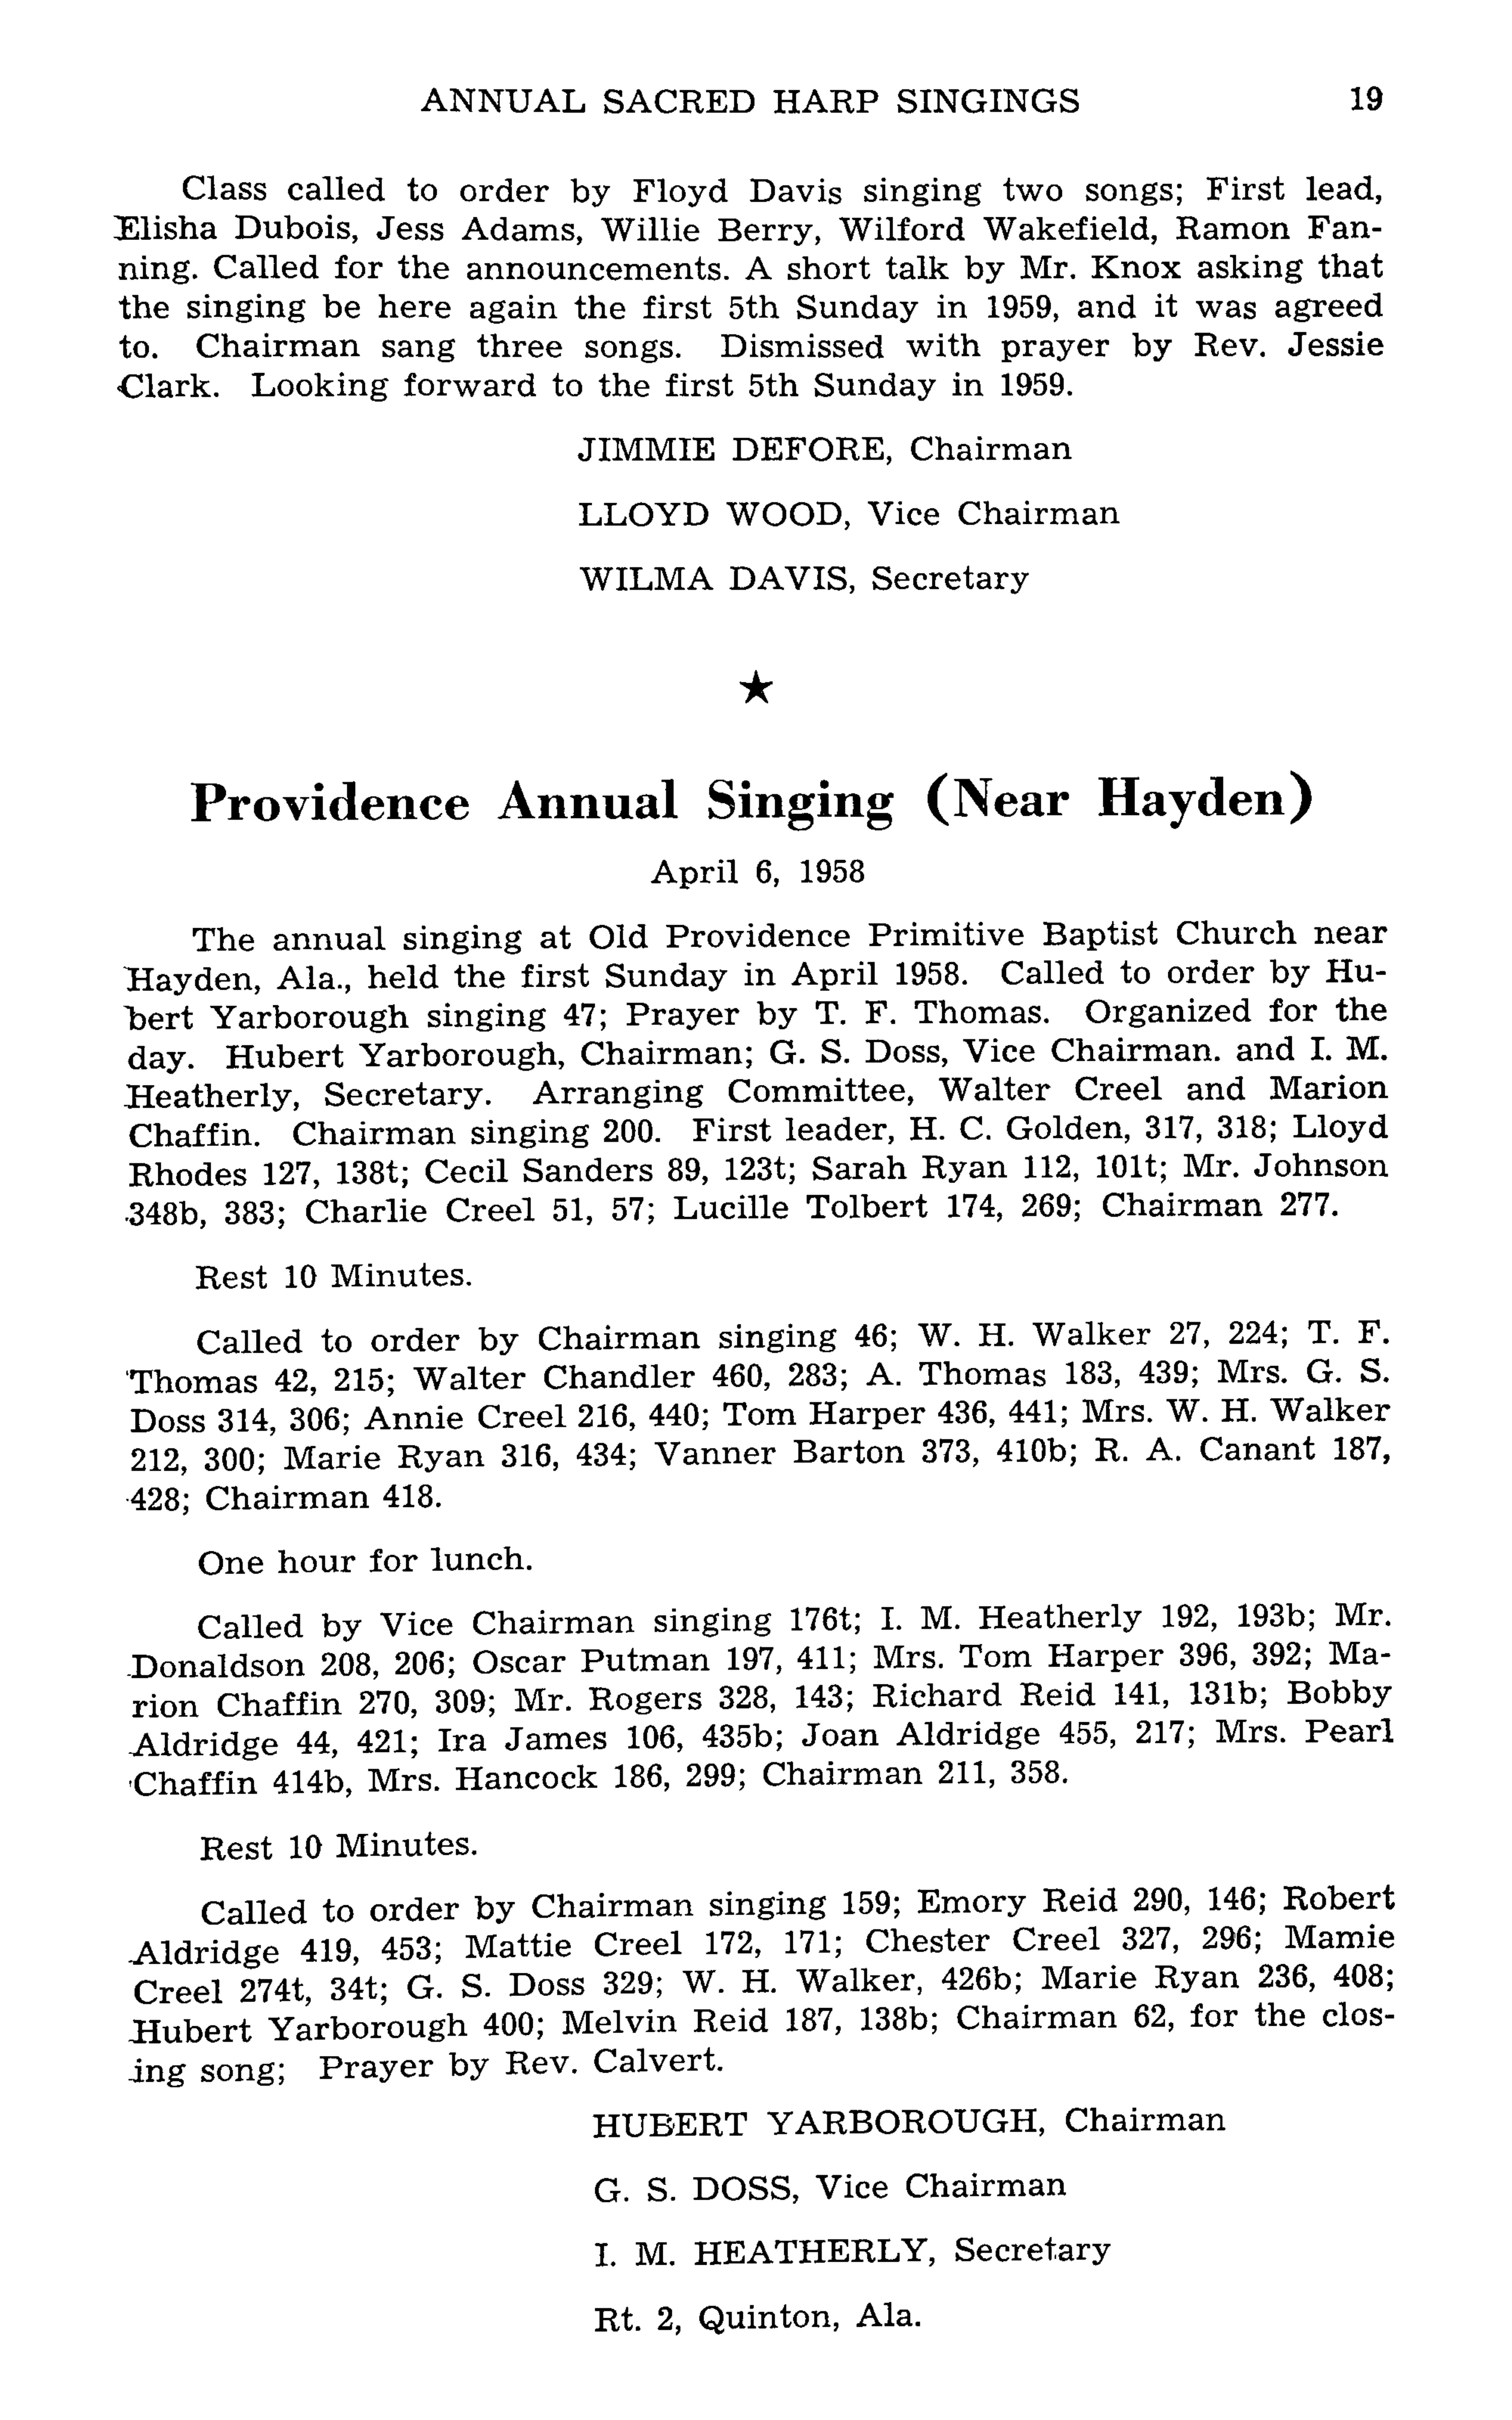 ANNUAL SACRED HARP SINGINGS 19
Class called to order by Floyd Davis singing two songs; First lead,
Elisha Dubois, Jess Adams, Willie Berry, Wilford Wakefield, Ramon Fan-
ning. Called for the announcements. A short talk by Mr. Knox asking that
the singing be here again the first 5th Sunday in 1959, and it was agreed
to. Chairman sang three songs. Dismissed with prayer by Rev. Jessie
Clark. Looking forward to the first 5th Sunday in 1959.
JIMMIE DEFORE, Chairman
LLOYD WOOD, Vice Chairman
WILMA DAVIS, Secretary
★
Providence Annual Singing (Near Hayden)
April 6, 1958
The annual singing at Old Providence Primitive Baptist Church near
Hayden, Ala., held the first Sunday in April 1958. Called to order by Hu-
bert Yarborough singing 47; Prayer by T. F. Thomas. Organized for the
day. Hubert Yarborough, Chairman; G. S. Doss, Vice Chairman. and I. M.
Heatherly, Secretary. Arranging Committee, Walter Creel and Marion
Chaffin. Chairman singing 200. First leader, H. C. Golden, 317, 318; Lloyd
Rhodes 127, 138t; Cecil Sanders 89, 123t; Sarah Ryan 112, 101t; Mr. Johnson
348b, 383; Charlie Creel 51, 57; Lucille Tolbert 174, 269; Chairman 277.
Rest 10 Minutes.
Called to order by Chairman singing 46; W. H. Walker 27, 224; T. F.
Thomas 42, 215; Walter Chandler 460, 283; A. Thomas 183, 439; Mrs. G. S.
Doss 314, 306; Annie Creel 216, 440; Tom Harper 436, 441; Mrs. W. H. Walker
212, 300; Marie Ryan 316, 434; Vanner Barton 373, 410b; R. A. Canant 187,
428; Chairman 418.
One hour for lunch.
Called by Vice Chairman singing 176t; I. M. Heatherly 192, 193b; Mr.
Donaldson 208, 206; Oscar Putman 197, 411; Mrs. Tom Harper 396, 392; Ma-
rion Chaffin 270, 309; Mr. Rogers 328, 143; Richard Reid 141, 131b; Bobby
Aldridge 44, 421; Ira James 106, 435b; Joan Aldridge 455, 217; Mrs. Pearl
Chaffin 414b, Mrs. Hancock 186, 299; Chairman 211, 358.
Rest 10 Minutes.
Called to order by Chairman singing 159; Emory Reid 290, 146; Robert
Aldridge 419, 453; Mattie Creel 172, 171; Chester Creel 327, 296; Mamie
Creel 274t, 34t; G. S. Doss 329; W. H. Walker, 426b; Marie Ryan 236, 408;
Hubert Yarborough 400; Melvin Reid 187, 138b; Chairman 62, for the clos-
ing song; Prayer by Rev. Calvert.
HUBERT YARBOROUGH, Chairman
G. S. DOSS, Vice Chairman
I. M. HEATHERLY, Secretary
Rt. 2, Quinton, Ala.